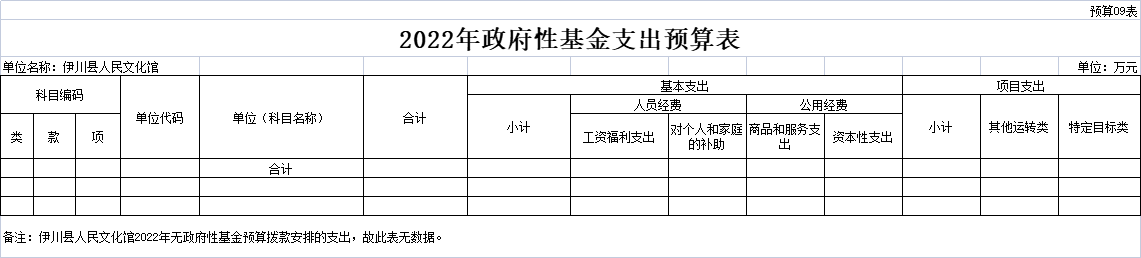 预算09表
2022年政府性基金支出预算表
单位名称：伊川县人民文化馆 单位：万元
科目编码 单位代码 单位（科目名称） 合计 基本支出 项目支出
小计 人员经费 公用经费 小计 其他运转类 特定目标类
类 款 项 工资福利支出 对个人和家庭的补助 商品和服务支出 资本性支出
合计
备注：伊川县人民文化馆2022年无政府性基金预算拨款安排的支出，故此表无数据。